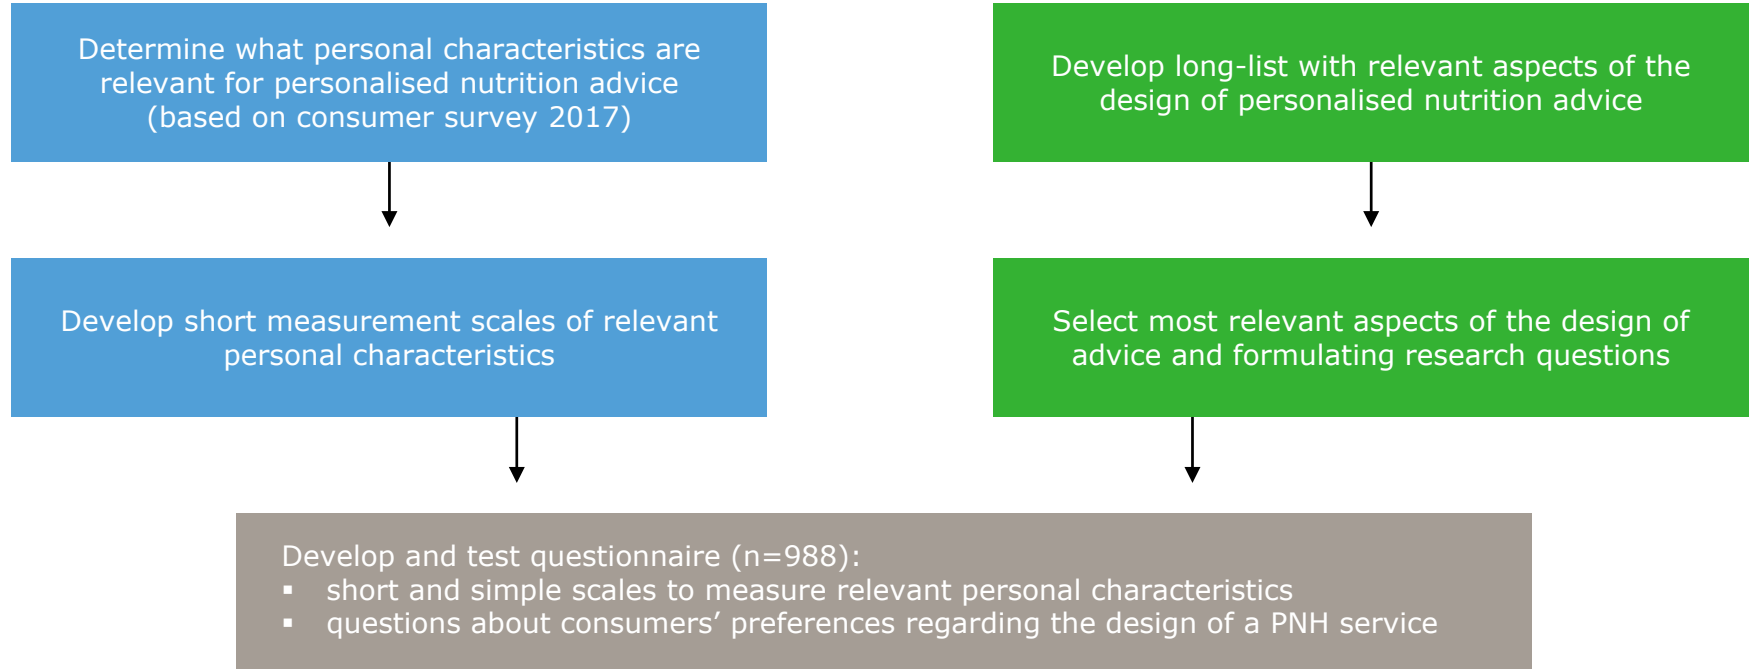 Determine what personal characteristics are
relevant for personalised nutrition advice
(based on consumer survey 2017)
Develop long-list with relevant aspects of the
design of personalised nutrition advice
Develop short measurement scales of relevant
personal characteristics
Select most relevant aspects of the design of
advice and formulating research questions
Develop and test questionnaire (n=988):
▪ short and simple scales to measure relevant personal characteristics
▪ questions about consumers’ preferences regarding the design of a PNH service